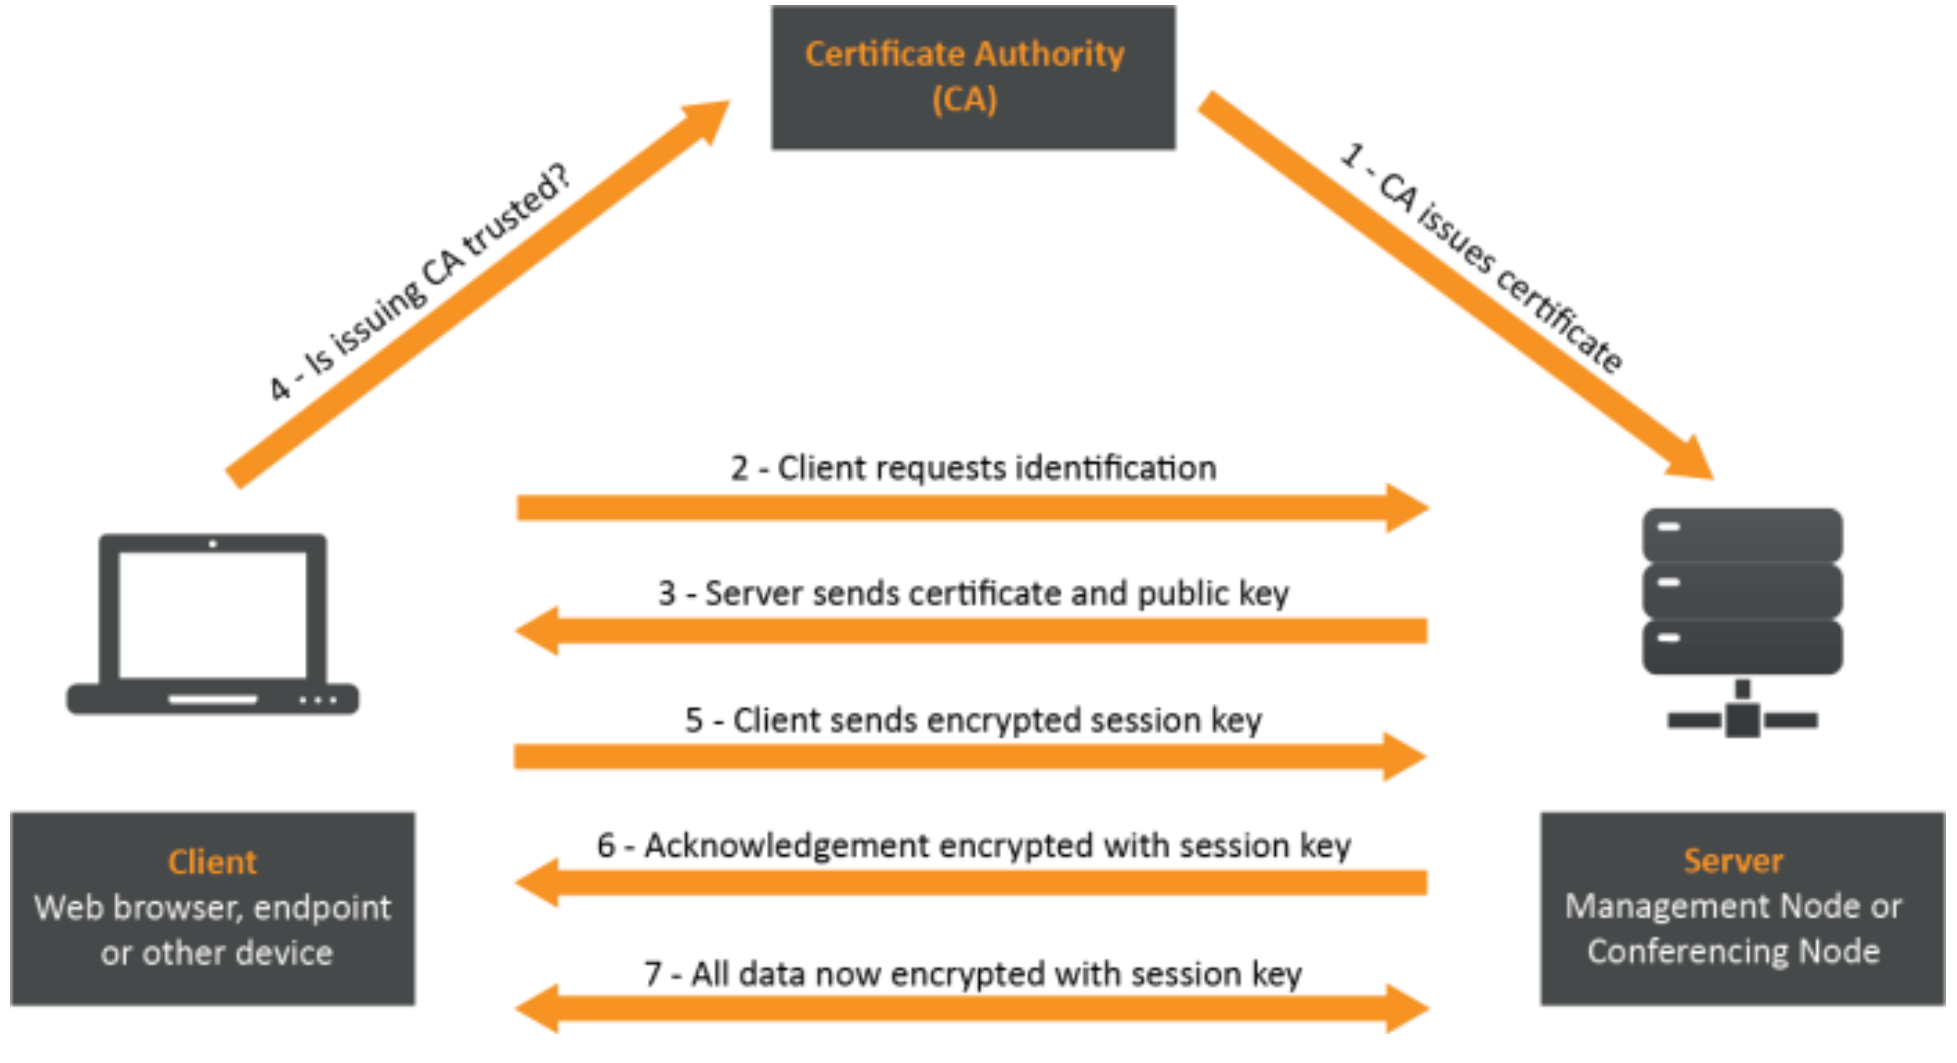 Certificate Authority
(CA)
1 - CA issues certificate
4 - Is issuing CA trusted?
2 - Client requests identification
3 - Server sends certificate and public key
5 - Client sends encrypted session key
6 - Acknowledgement encrypted with session key
7 - All data now encrypted with session key
Client
Web browser, endpoint
or other device
Server
Management Node or
Conferencing Node